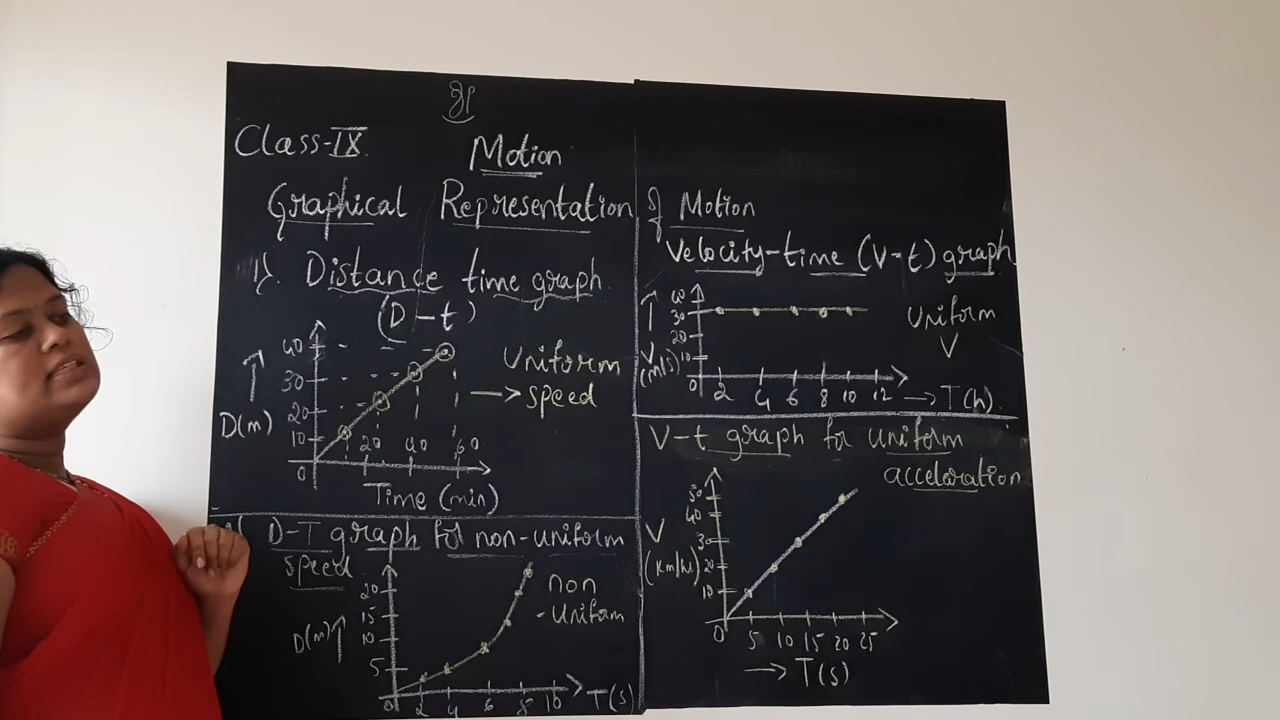 Class-IX
Motion
Graphical Representation of Motion
1). Distance time graph
(D-t)
40
30
20
10
0
D(m)
20 40 60
Time (min)
Uniform
speed
D-T graph for non-uniform
speed
20
15
10
5
0
D(m)
2 4 6 8 10
T(s)
non
-uniform
Velocity-time (V-t) graph
30
20
10
0
V
(m/s)
2 4 6 8 10 12
T(h)
Uniform
V
V-t graph for uniform
accelaration
50
40
30
20
10
0
V
(Km/hr)
5 10 15 20 25
T(s)